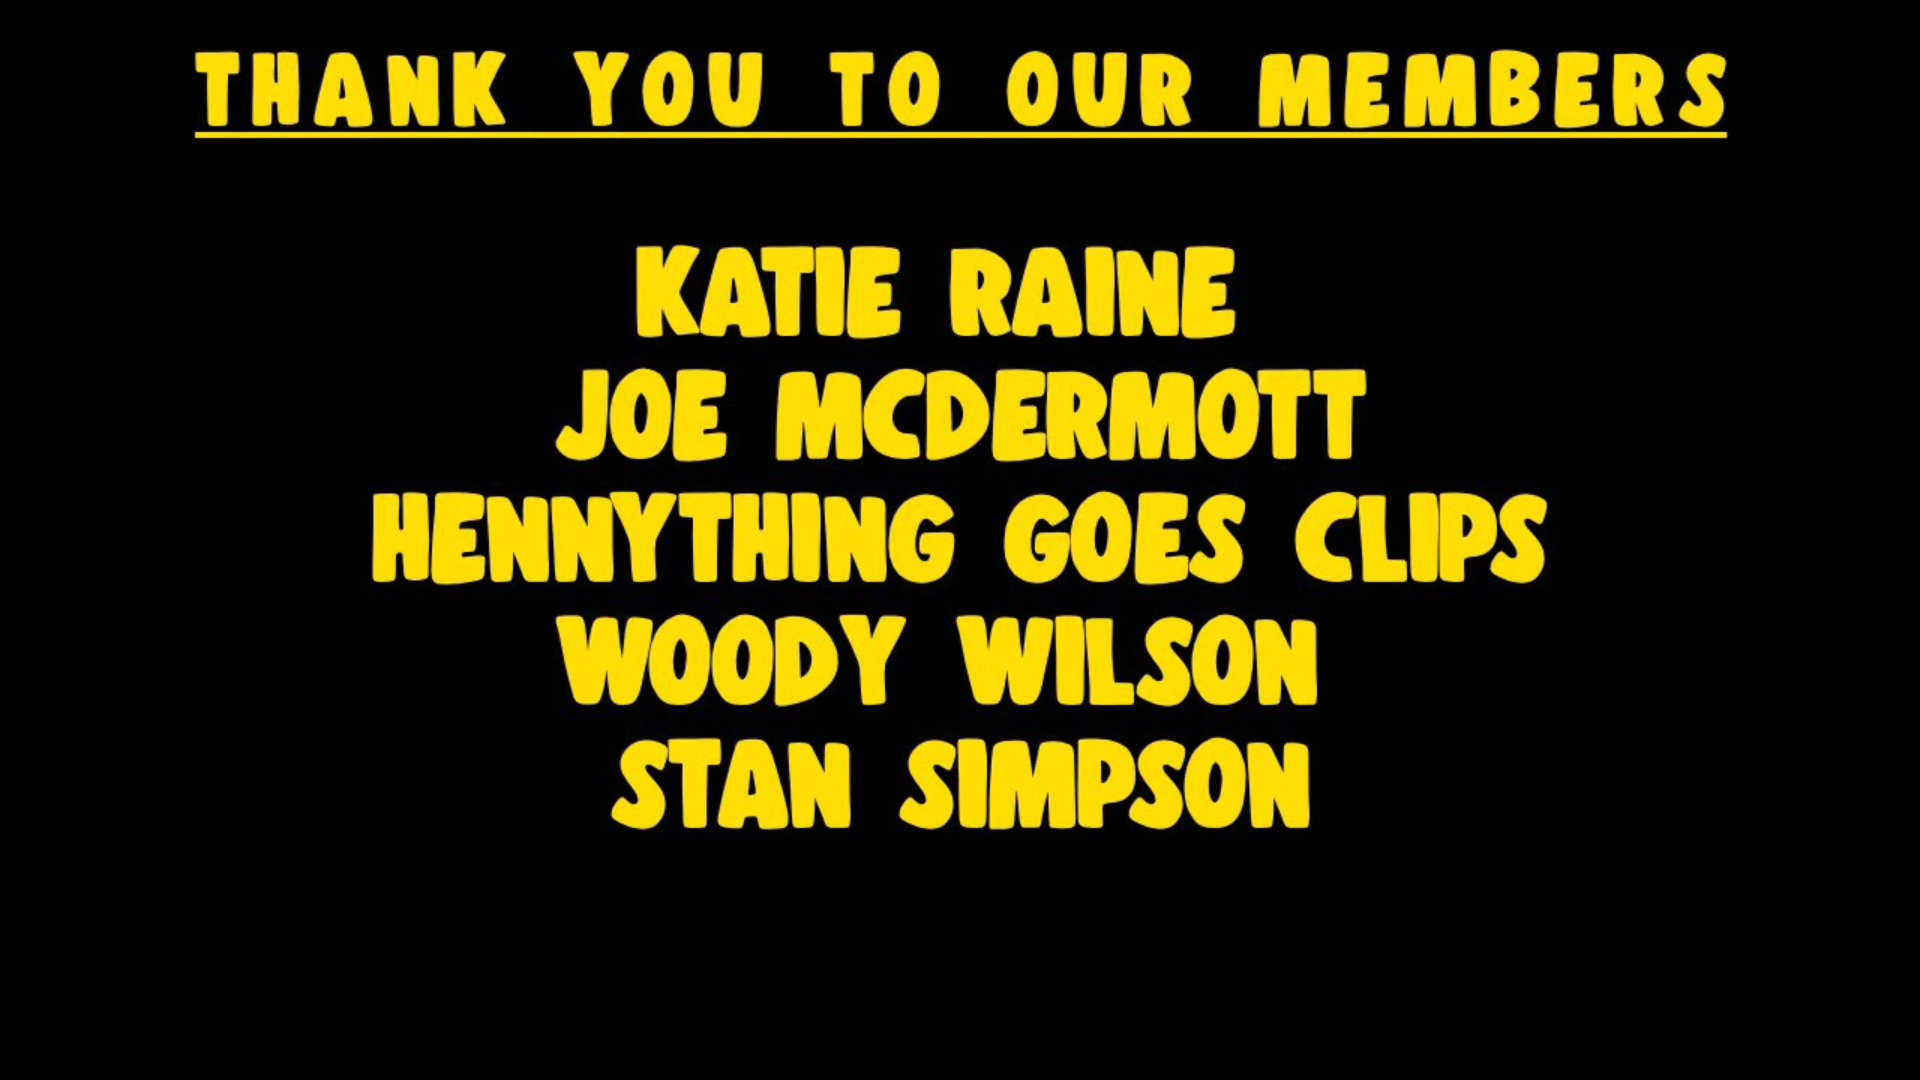 THANK YOU TO OUR MEMBERS
KATIE RAINE
JOE MCDERMOTT
HENNYTHING GOES CLIPS
WOODY WILSON
STAN SIMPSON